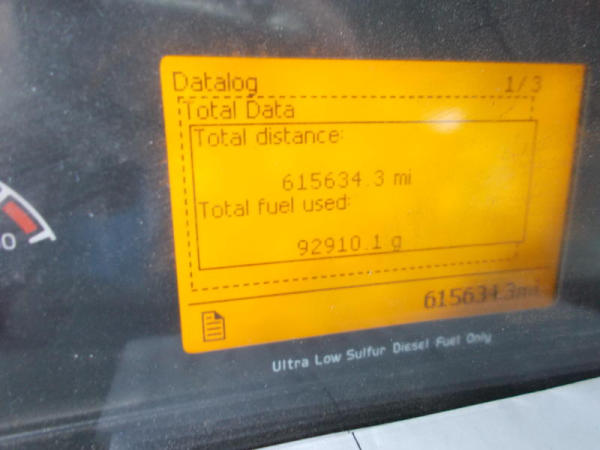 Datalog 1/3
Total Data
Total distance:
615634.3 mi
Total fuel used:
92910.1 g
615634.3mi
Ultra Low Sulfur Diesel Fuel Only